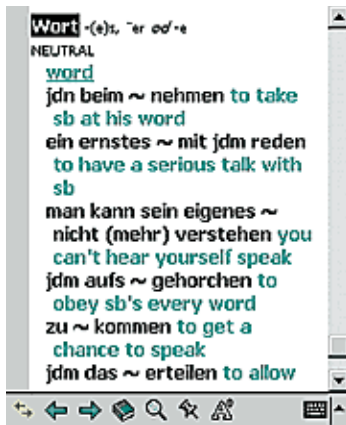 Wort -(e)s, ¨er od -e
NEUTRAL
word
jdn beim ~ nehmen to take
sb at his word
ein ernstes ~ mit jdm reden
to have a serious talk with
sb
man kann sein eigenes ~
nicht (mehr) verstehen you
can't hear yourself speak
jdm aufs ~ gehorchen to
obey sb's every word
zu ~ kommen to get a
chance to speak
jdm das ~ erteilen to allow